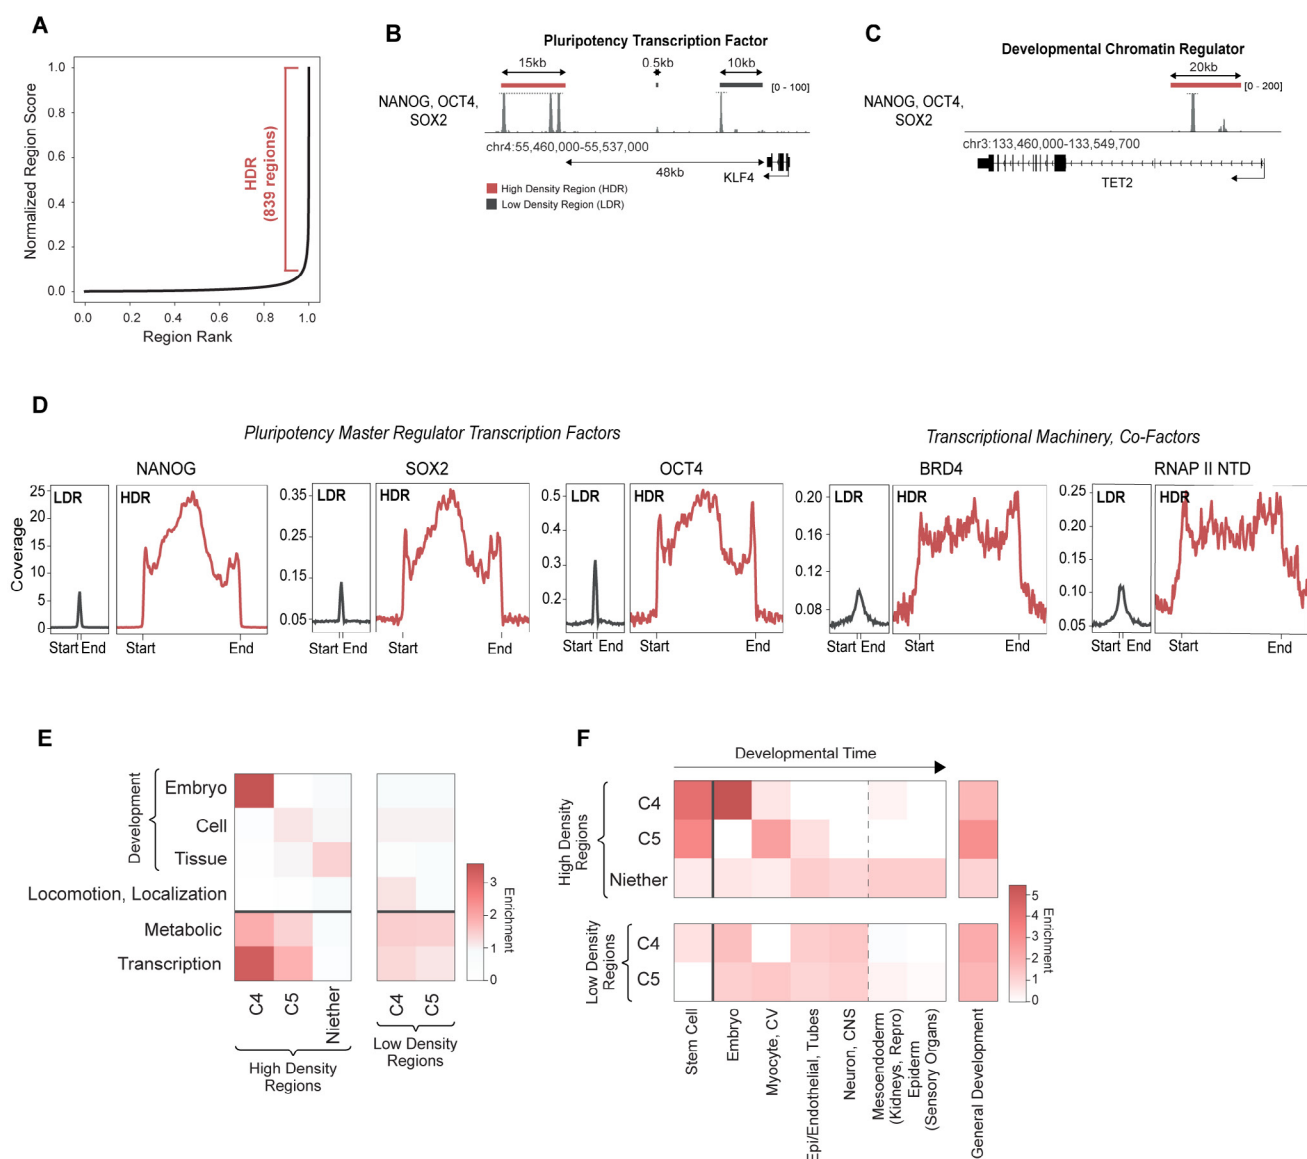 A
1.0
0.8
0.6
0.4
0.2
0.0
Normalized Region Score
HDR
(839 regions)
0.0 0.2 0.4 0.6 0.8 1.0
Region Rank
B
Pluripotency Transcription Factor
15kb 0.5kb 10kb
[0 - 100]
NANOG, OCT4,
SOX2
chr4:55,460,000-55,537,000
48kb
KLF4
High Density Region (HDR)
Low Density Region (LDR)
C
Developmental Chromatin Regulator
20kb
[0 - 200]
NANOG, OCT4,
SOX2
chr3:133,460,000-133,549,700
TET2
D
Pluripotency Master Regulator Transcription Factors
Transcriptional Machinery, Co-Factors
NANOG
Coverage
25
20
15
10
5
0
LDR
HDR
Start End
Start End
SOX2
0.35
0.25
0.15
0.05
LDR
HDR
Start End
Start End
OCT4
0.5
0.4
0.3
0.2
LDR
HDR
Start End
Start End
BRD4
0.20
0.16
0.12
0.08
LDR
HDR
Start End
Start End
RNAP II NTD
0.25
0.20
0.15
0.10
0.05
LDR
HDR
Start End
Start End
E
Development
Embryo
Cell
Tissue
Locomotion, Localization
Metabolic
Transcription
C4
C5
Niether
High Density
Regions
C4
C5
Low Density
Regions
3
2
1
0
Enrichment
F
Developmental Time
High Density
Regions
C4
C5
Niether
Low Density
Regions
C4
C5
Stem Cell
Embryo
Myocyte, CV
Epi/Endothelial, Tubes
Neuron, CNS
Mesoendoderm
(Kidneys, Repro)
Epiderm
(Sensory Organs)
General Development
5
4
3
2
1
0
Enrichment